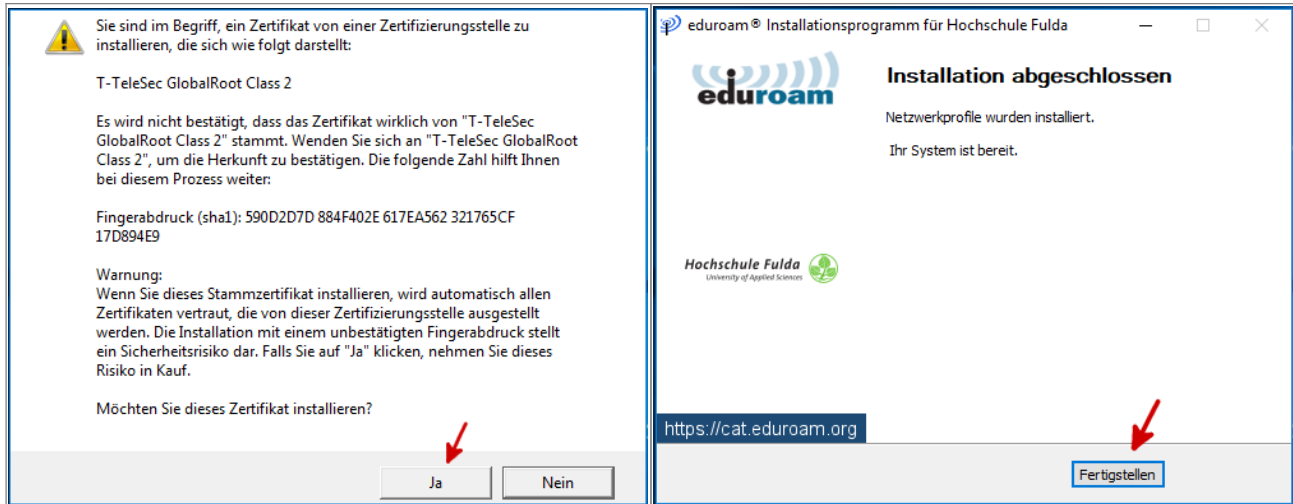 Sie sind im Begriff, ein Zertifikat von einer Zertifizierungsstelle zu
installieren, die sich wie folgt darstellt:
T-TeleSec GlobalRoot Class 2
Es wird nicht bestätigt, dass das Zertifikat wirklich von "T-TeleSec
GlobalRoot Class 2" stammt. Wenden Sie sich an "T-TeleSec GlobalRoot
Class 2", um die Herkunft zu bestätigen. Die folgende Zahl hilft Ihnen
bei diesem Prozess weiter:
Fingerabdruck (sha1): 590D2D7D 884F402E 617EA562 321765CF
17D894E9
Warnung:
Wenn Sie dieses Stammzertifikat installieren, wird automatisch allen
Zertifikaten vertraut, die von dieser Zertifizierungsstelle ausgestellt
werden. Die Installation mit einem unbestätigten Fingerabdruck stellt
ein Sicherheitsrisiko dar. Falls Sie auf "Ja" klicken, nehmen Sie dieses
Risiko in Kauf.
Möchten Sie dieses Zertifikat installieren?
Ja
Nein
eduroam® Installationsprogramm für Hochschule Fulda
eduroam
Installation abgeschlossen
Netzwerkprofile wurden installiert.
Ihr System ist bereit.
Hochschule Fulda
University of Applied Sciences
https://cat.eduroam.org
Fertigstellen